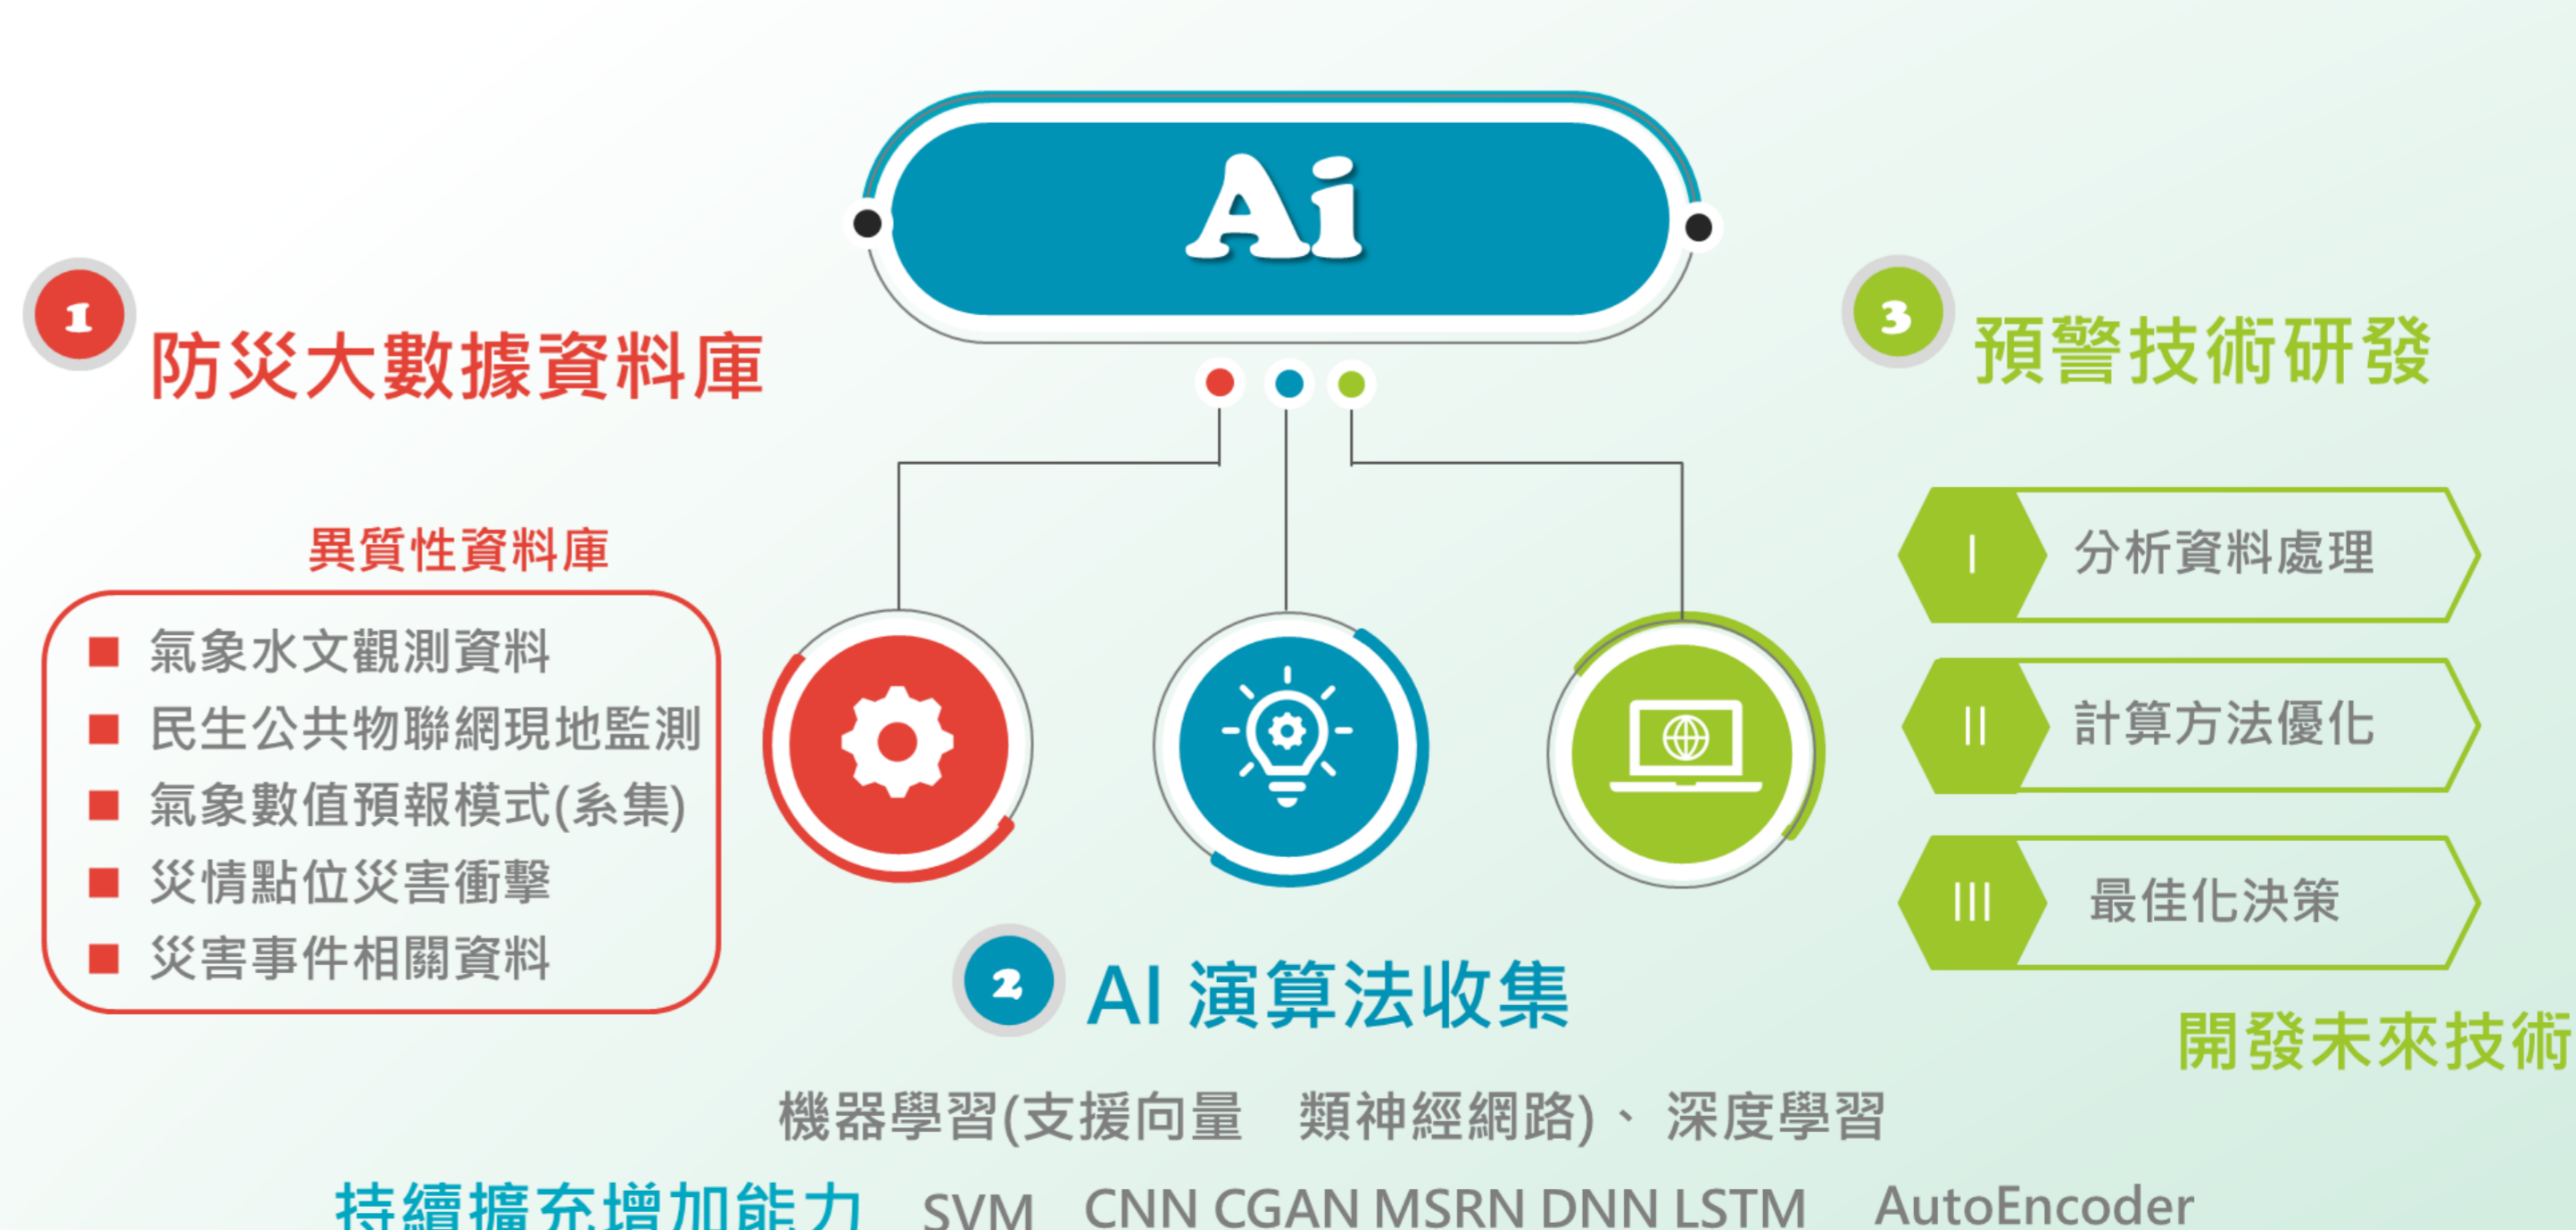 Ai
1
防災大數據資料庫
異質性資料庫
氣象水文觀測資料
民生公共物聯網現地監測
氣象數值預報模式(系集)
災情點位災害衝擊
災害事件相關資料
2
AI 演算法收集
機器學習(支援向量 類神經網路)、深度學習
持續擴充增加能力 SVM CNN CGAN MSRN DNN LSTM AutoEncoder
3
預警技術研發
I 分析資料處理
II 計算方法優化
III 最佳化決策
開發未來技術